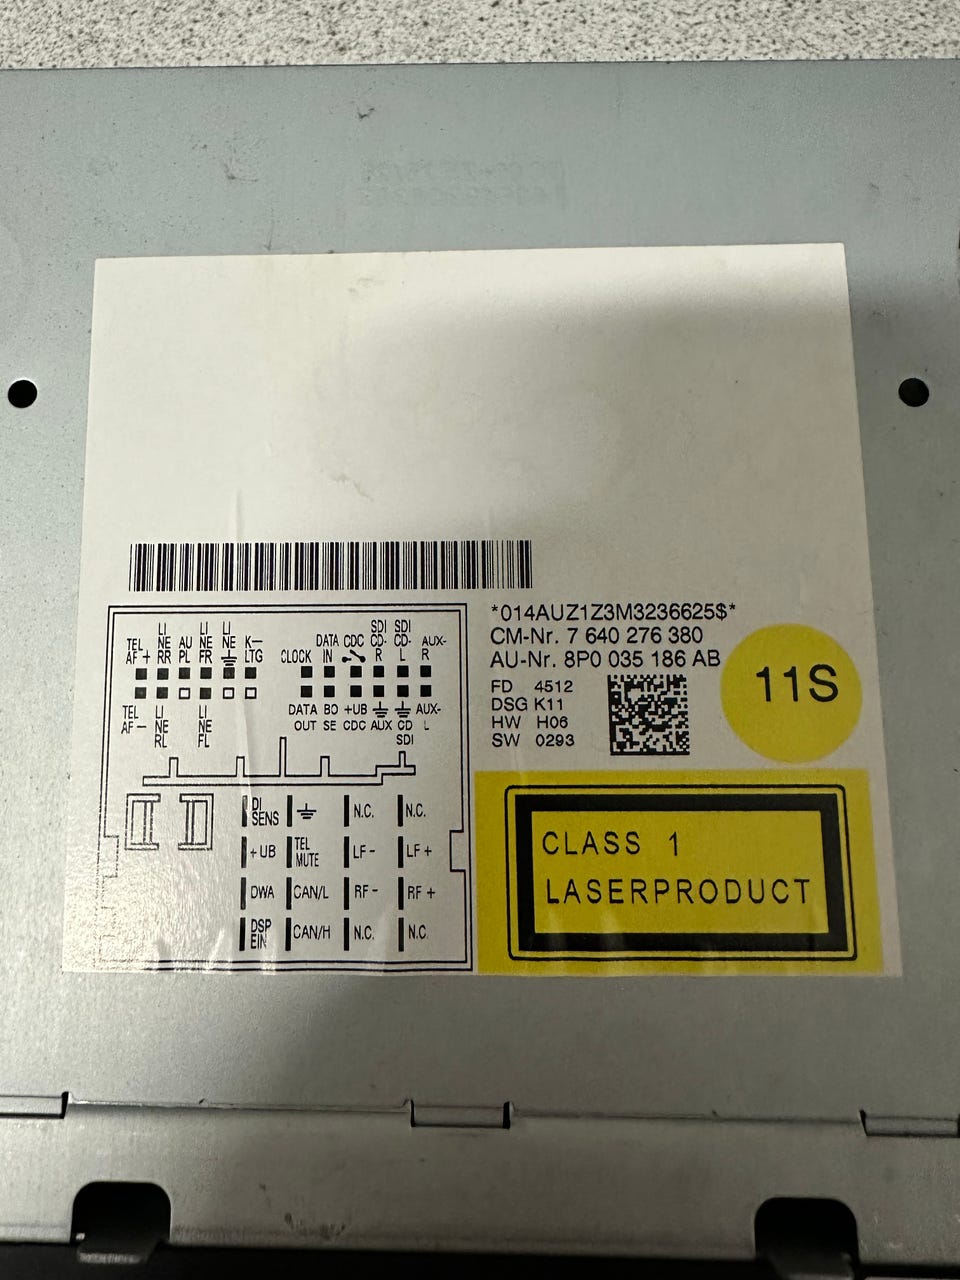 *014AUZ1Z3M3236625$*
CM-Nr. 7 640 276 380
AU-Nr. 8P0 035 186 AB
FD 4512
DSG K11
HW H06
SW 0293
11S
CLASS 1
LASERPRODUCT
TEL AF +
LI NE RR
AU PL
LI NE FR
LI NE
K- LTG
CLOCK
DATA IN
CDC
SDI CD- R
SDI CD- L
AUX- R
TEL AF -
LI NE RL
LI NE FL
DATA OUT
BO SE
+UB CDC
AUX
CD SDI
AUX- L
DI SENS
N.C.
N.C.
+UB
TEL MUTE
LF -
LF +
DWA
CAN/L
RF -
RF +
DSP EIN
CAN/H
N.C.
N.C.